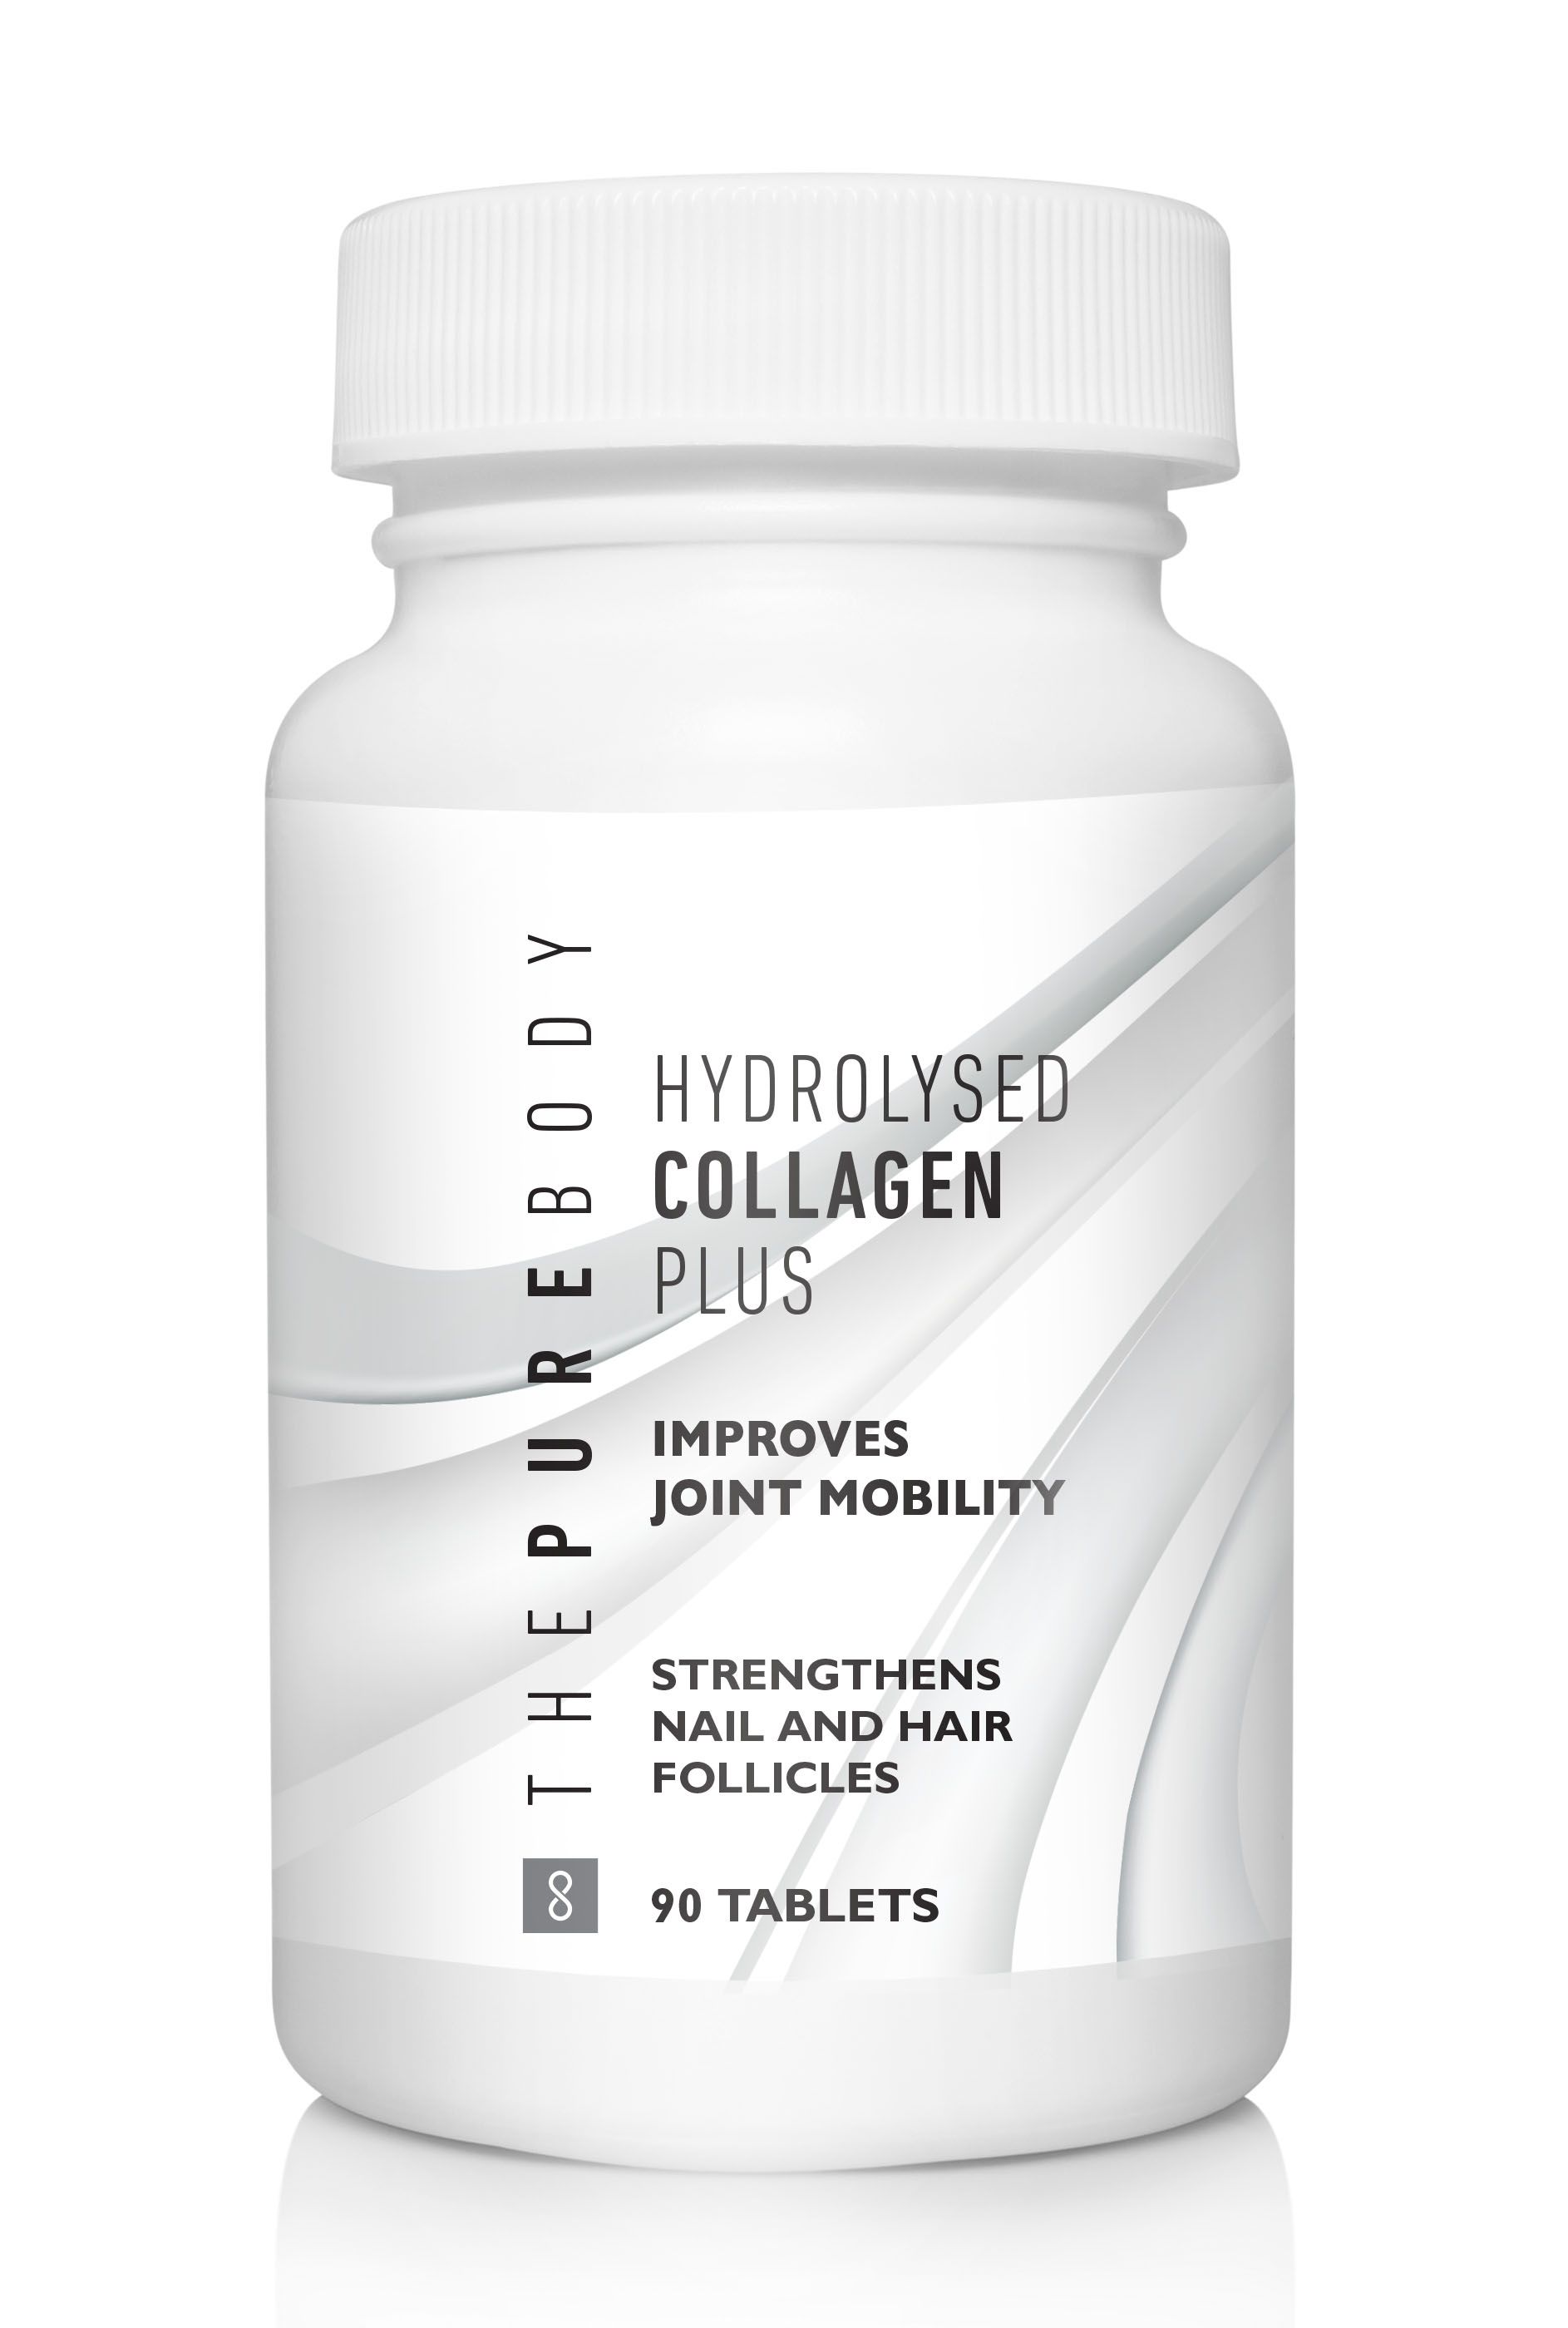 THEPUREBODY
HYDROLYSED
COLLAGEN
PLUS
IMPROVES
JOINT MOBILITY
STRENGTHENS
NAIL AND HAIR
FOLLICLES
90 TABLETS